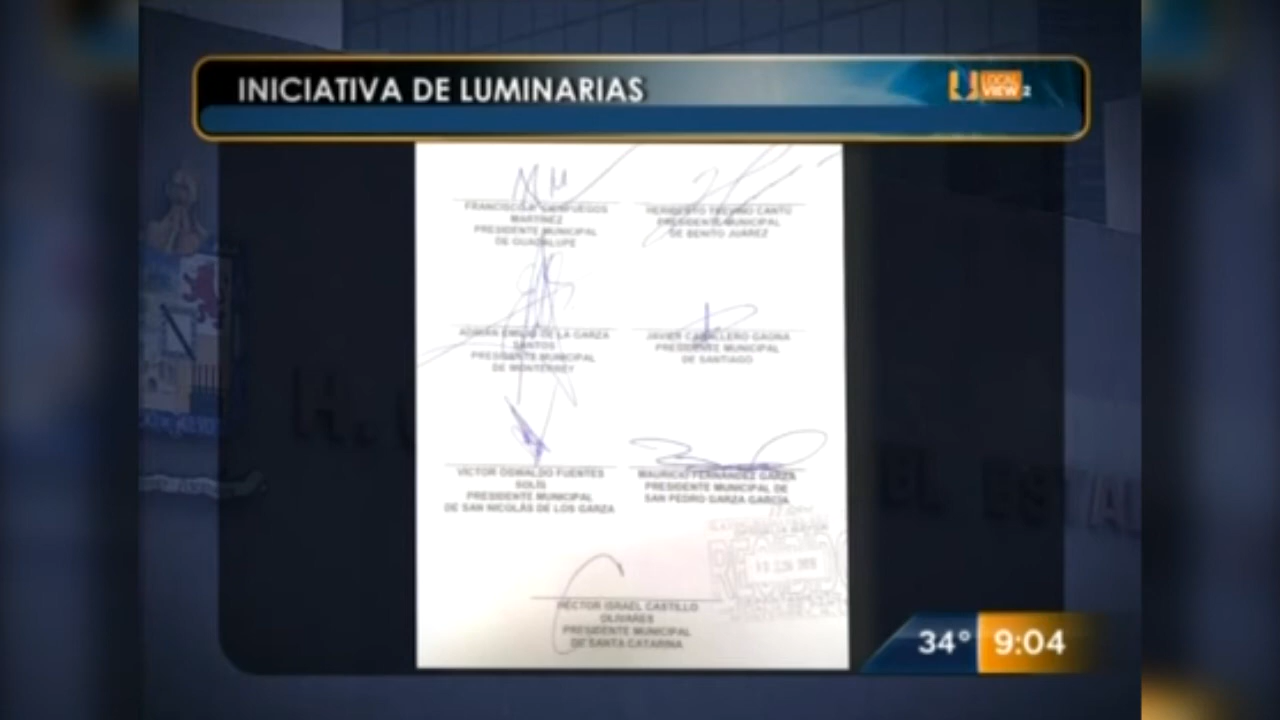 INICIATIVA DE LUMINARIAS
LOCAL
VIEW 2
FRANCISCO R. CIENFUEGOS
MARTÍNEZ
PRESIDENTE MUNICIPAL
DE GUADALUPE
HERIBERTO TREVIÑO CANTÚ
PRESIDENTE MUNICIPAL
DE BENITO JUÁREZ
ADRIÁN EMILIO DE LA GARZA
SANTOS
PRESIDENTE MUNICIPAL
DE MONTERREY
JAVIER CABALLERO GAONA
PRESIDENTE MUNICIPAL
DE SANTIAGO
VÍCTOR OSWALDO FUENTES
SOLÍS
PRESIDENTE MUNICIPAL
DE SAN NICOLÁS DE LOS GARZA
MAURICIO FERNÁNDEZ GARZA
PRESIDENTE MUNICIPAL DE
SAN PEDRO GARZA GARCÍA
HÉCTOR ISRAEL CASTILLO
OLIVARES
PRESIDENTE MUNICIPAL
DE SANTA CATARINA
H.
34° 9:04